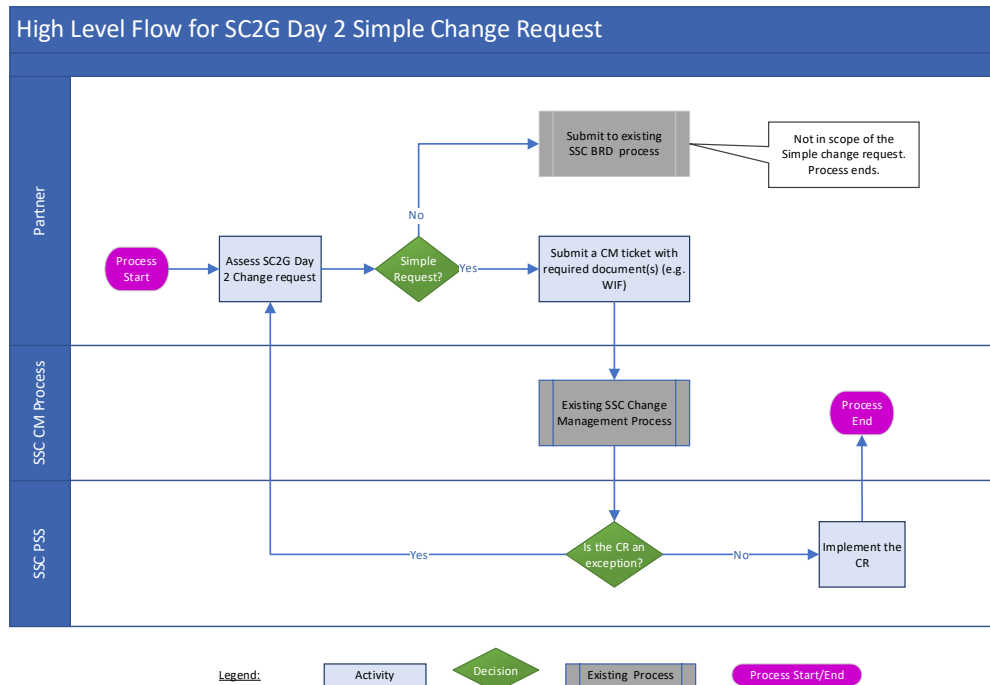 High Level Flow for SC2G Day 2 Simple Change Request
Partner
Submit to existing
SSC BRD process
Not in scope of the
Simple change request.
Process ends.
No
Process
Start
Assess SC2G Day
2 Change request
Simple
Request?
Yes
Submit a CM ticket with
required document(s) (e.g.
WIF)
SSC CM Process
Existing SSC Change
Management Process
Process
End
SSC PSS
Yes
Is the CR an
exception?
No
Implement the
CR
Legend:
Activity
Decision
Existing Process
Process Start/End